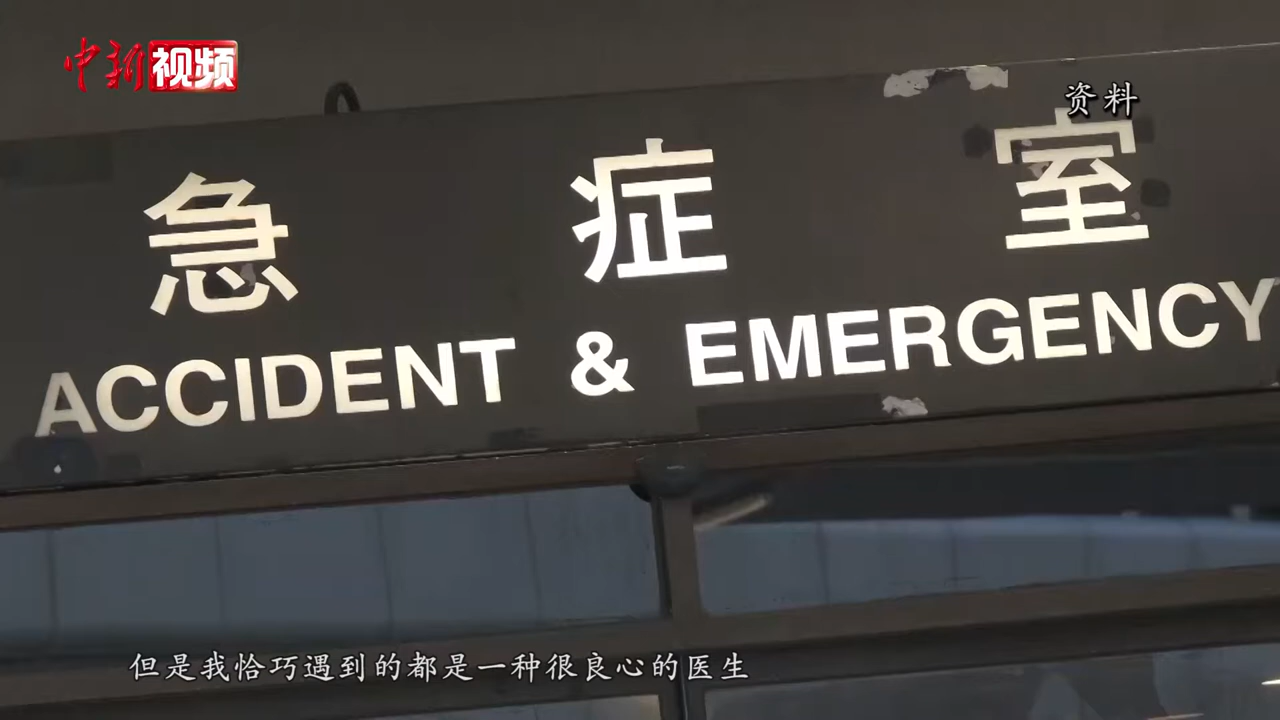 中新视频
资料
急症室
ACCIDENT & EMERGENCY
但是我恰巧遇到的都是一种很良心的医生